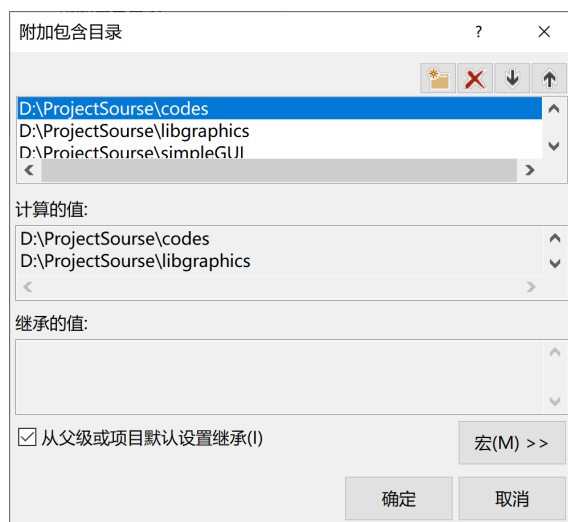 附加包含目录
?
D:\ProjectSourse\codes
D:\ProjectSourse\libgraphics
D:\ProjectSourse\simpleGUI
计算的值:
D:\ProjectSourse\codes
D:\ProjectSourse\libgraphics
继承的值:
从父级或项目默认设置继承(I)
宏(M) >>
确定
取消